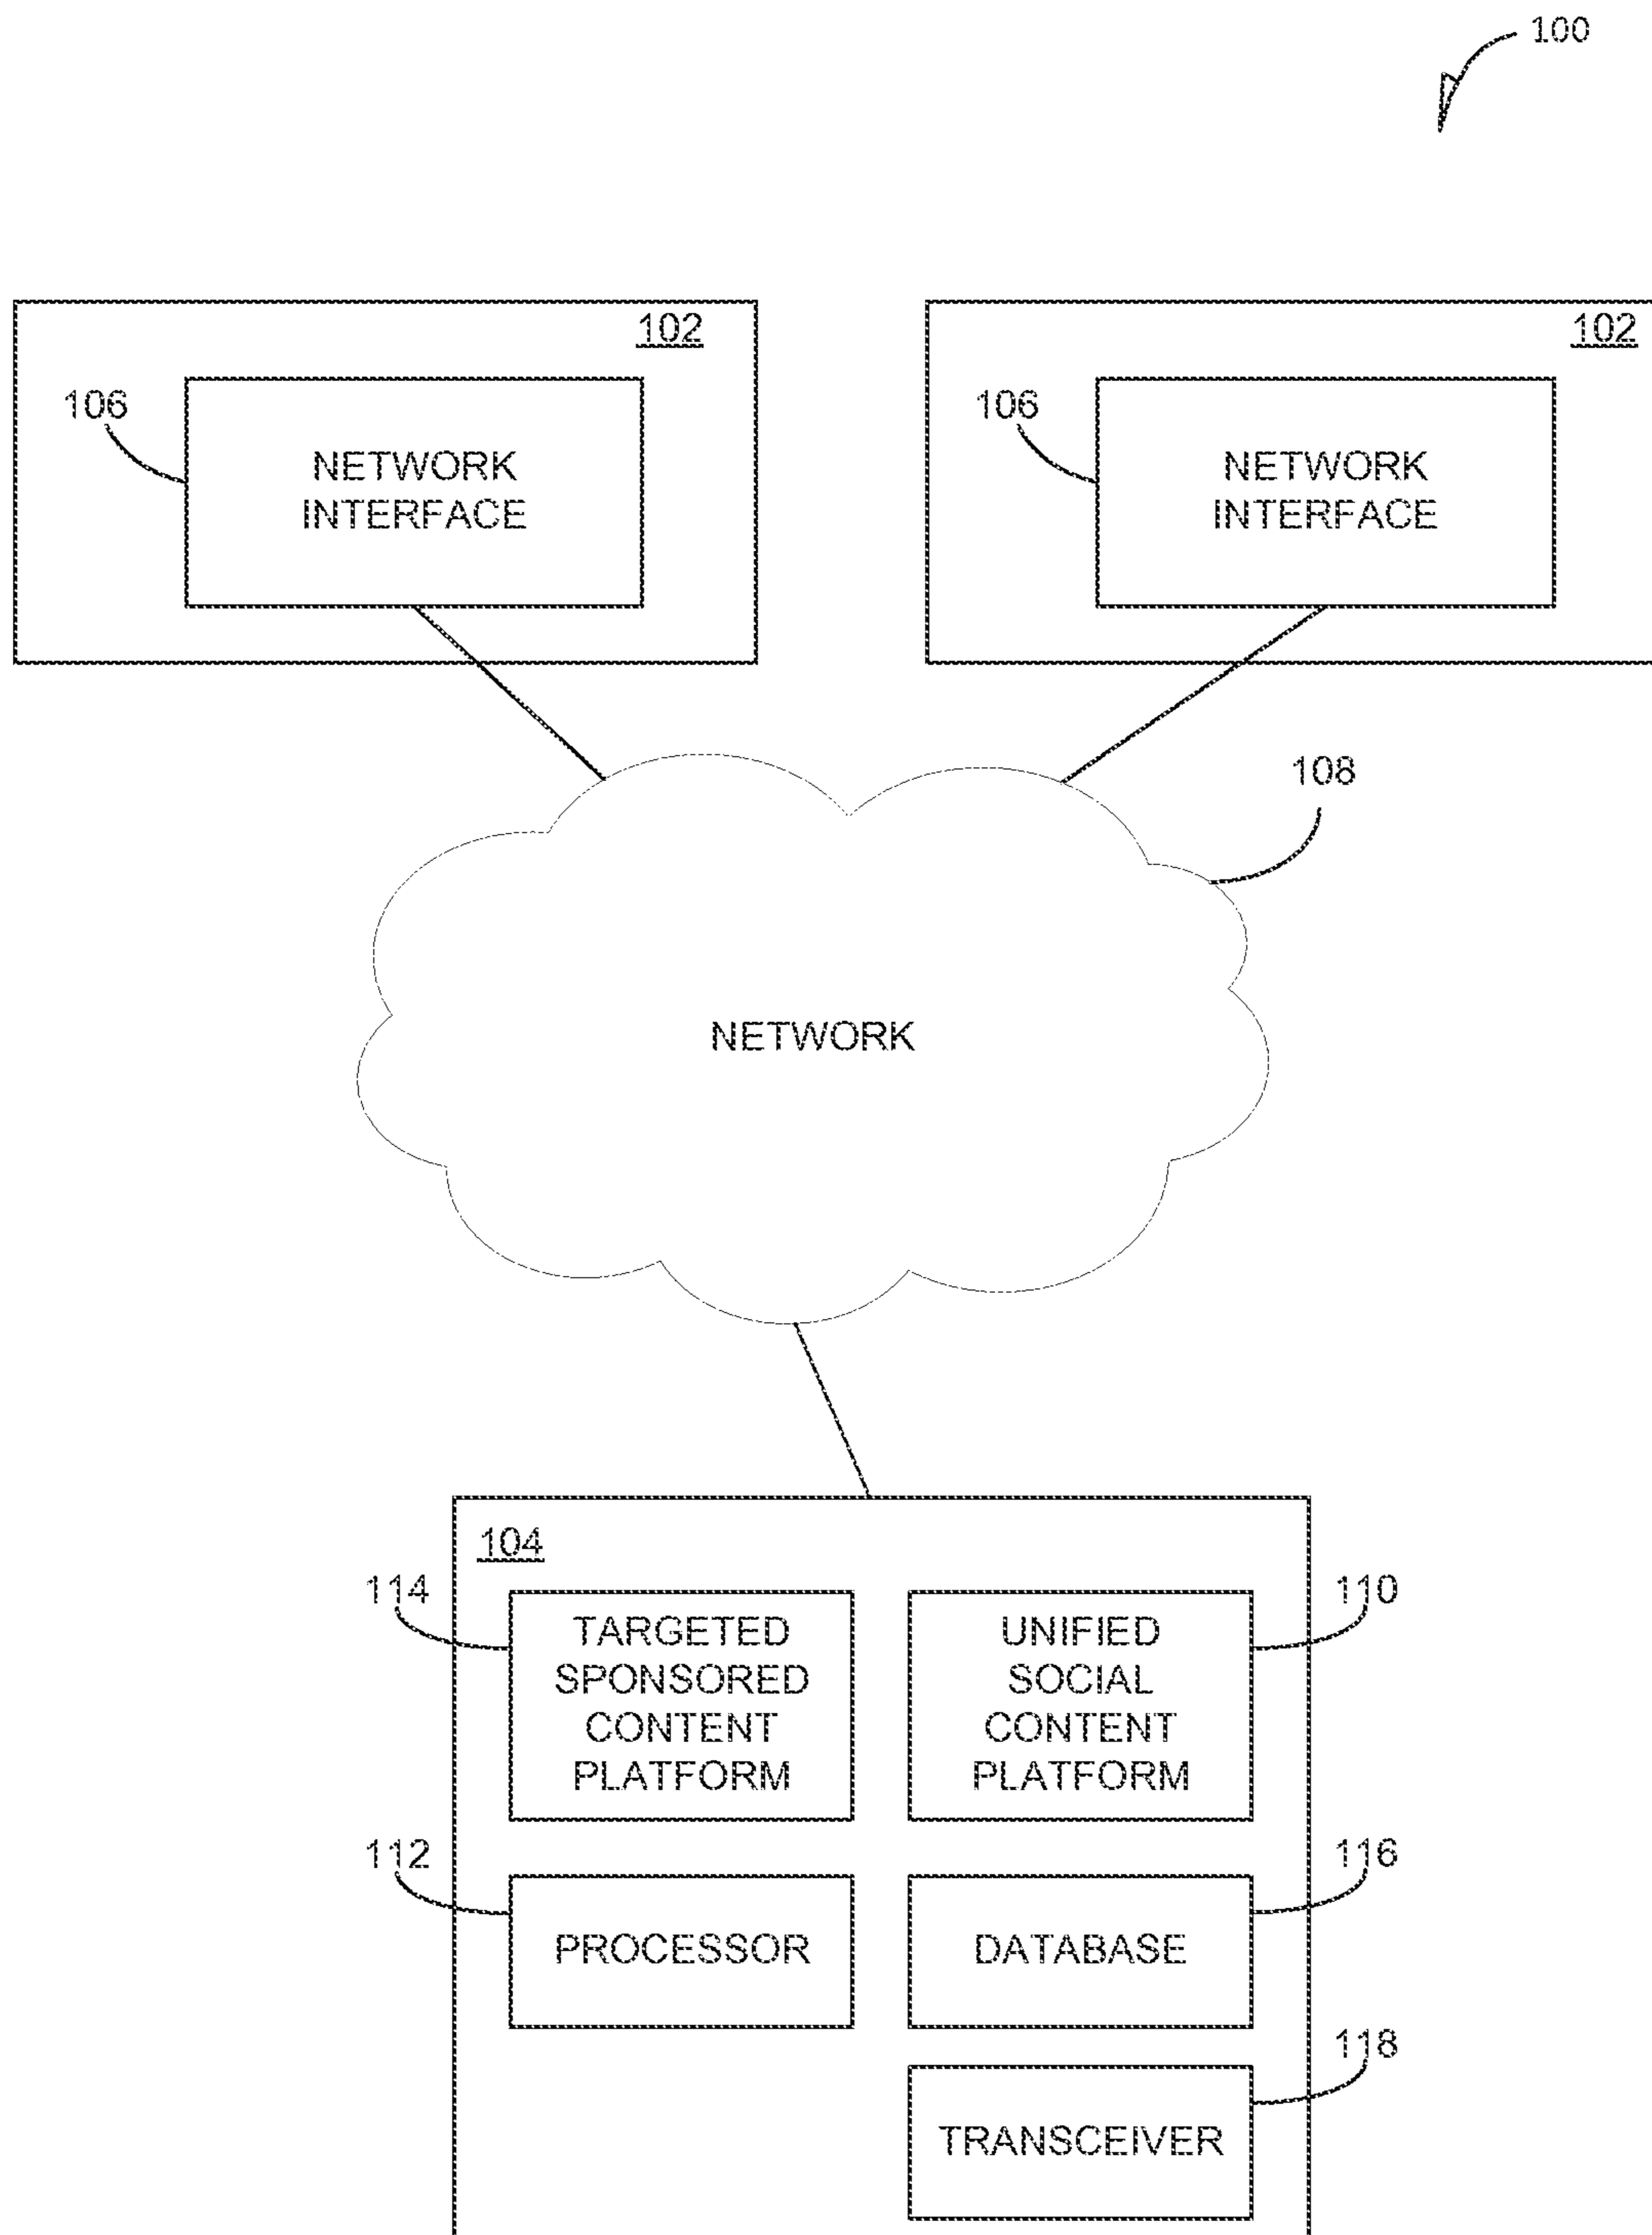 100
102
102
106
106
NETWORK
INTERFACE
NETWORK
INTERFACE
108
NETWORK
104
114
110
TARGETED
SPONSORED
CONTENT
PLATFORM
UNIFIED
SOCIAL
CONTENT
PLATFORM
112
116
PROCESSOR
DATABASE
118
TRANSCEIVER